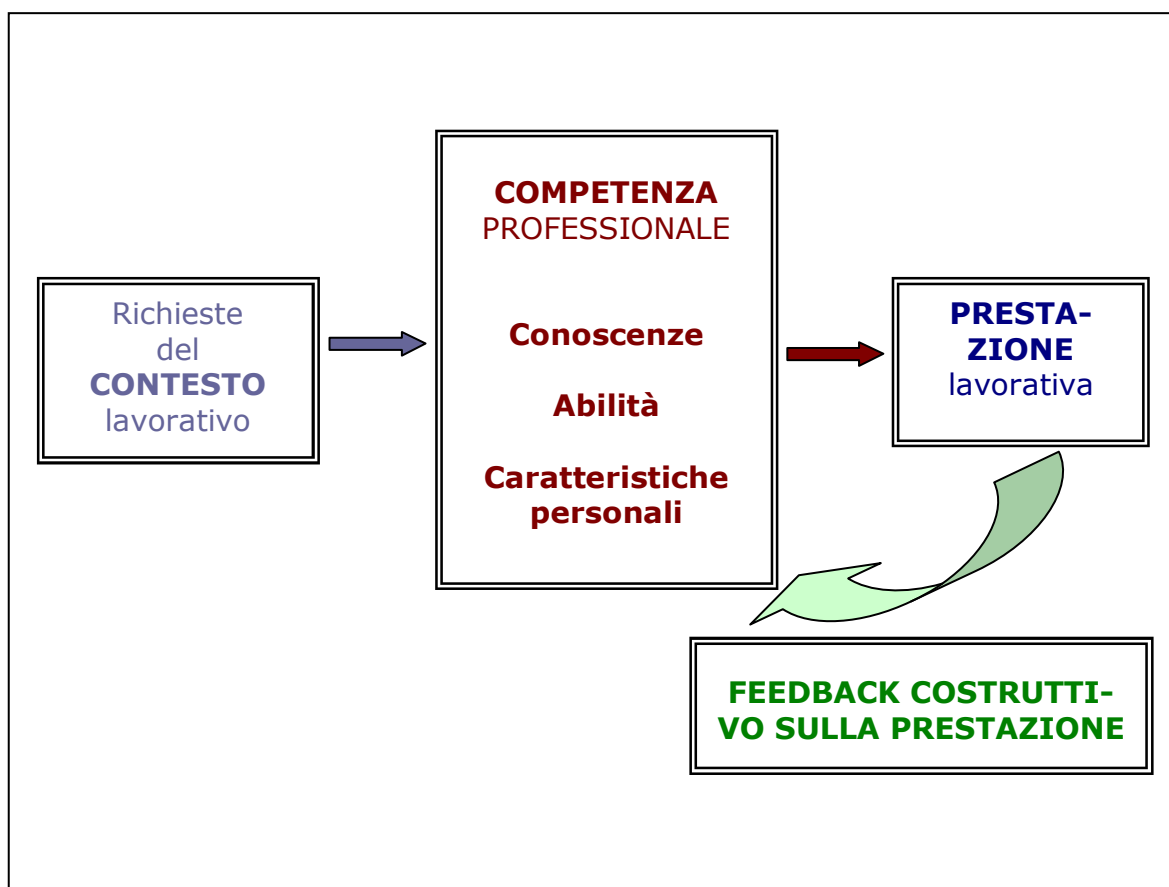 Richieste
del
CONTESTO
lavorativo
COMPETENZA
PROFESSIONALE
Conoscenze
Abilità
Caratteristiche
personali
PRESTA-
ZIONE
lavorativa
FEEDBACK COSTRUTTI-
VO SULLA PRESTAZIONE